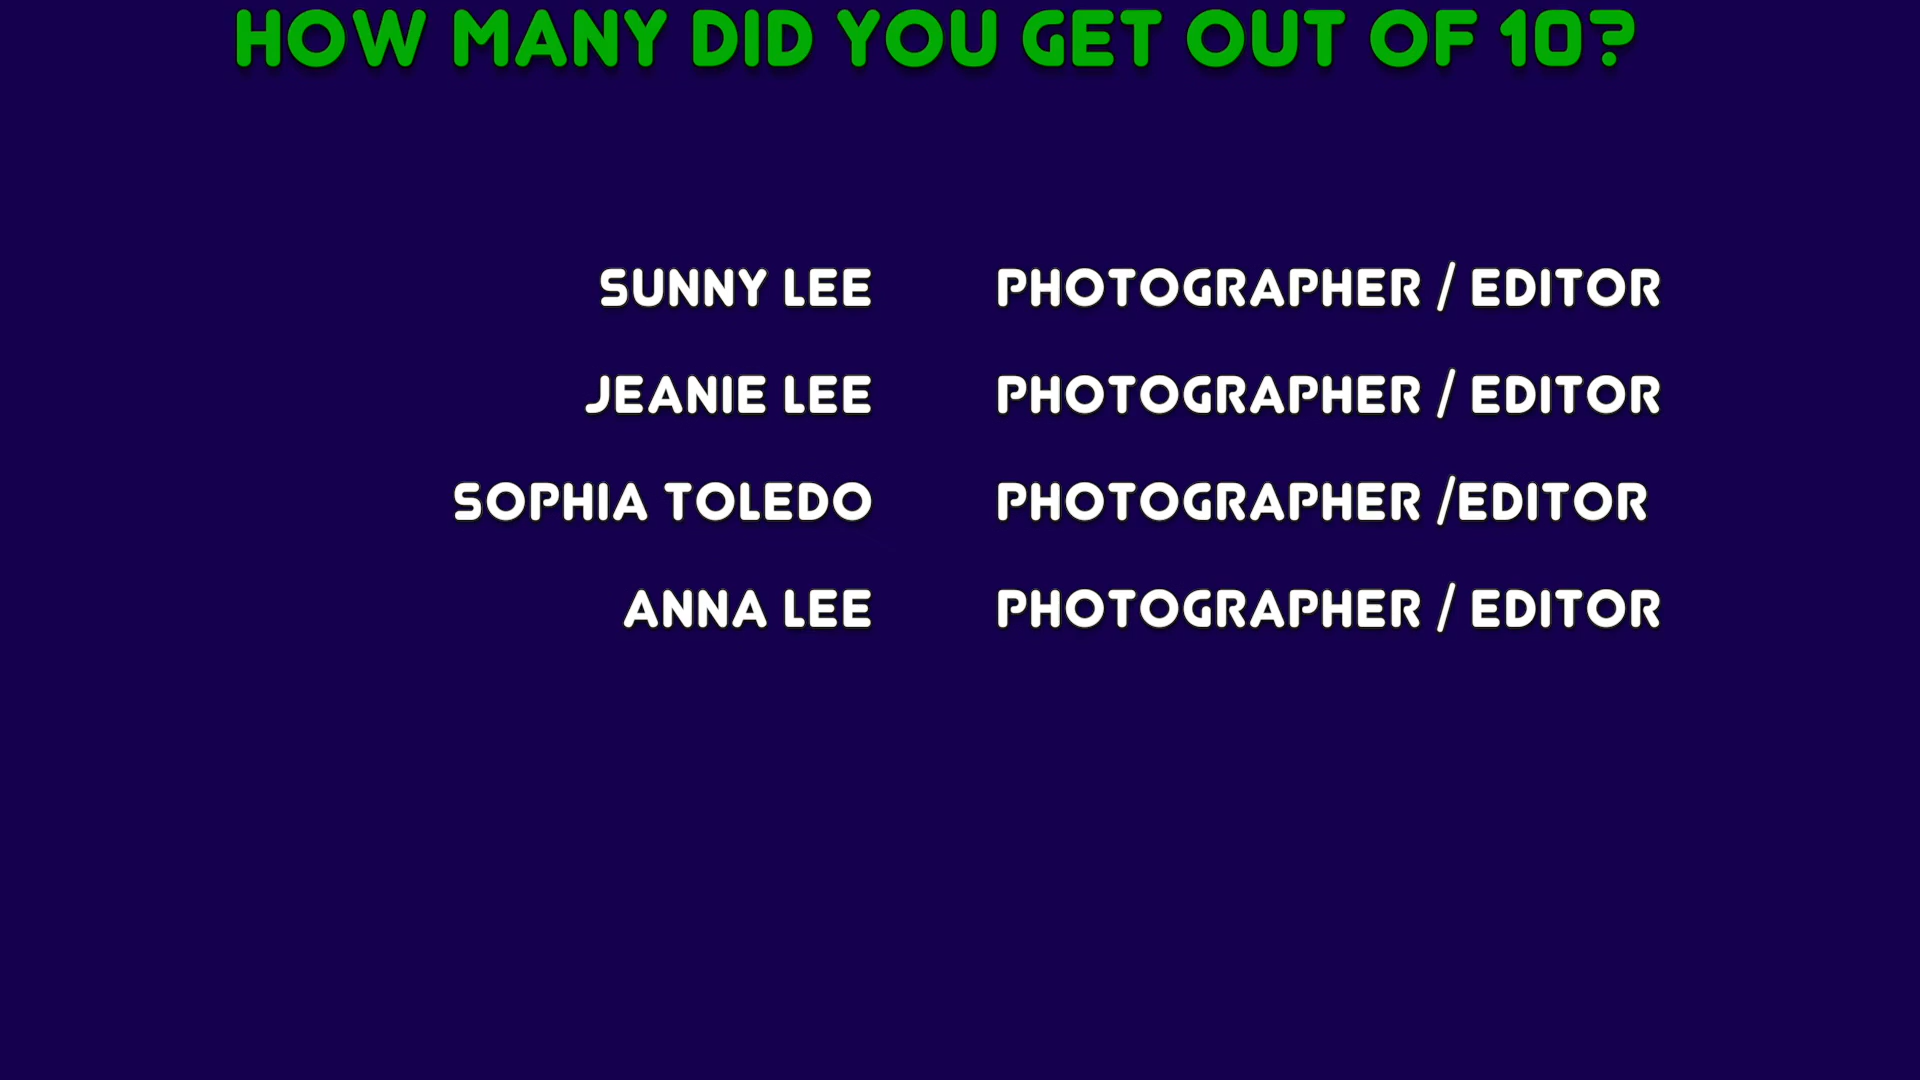 HOW MANY DID YOU GET OUT OF 10?
SUNNY LEE PHOTOGRAPHER / EDITOR
JEANIE LEE PHOTOGRAPHER / EDITOR
SOPHIA TOLEDO PHOTOGRAPHER /EDITOR
ANNA LEE PHOTOGRAPHER / EDITOR